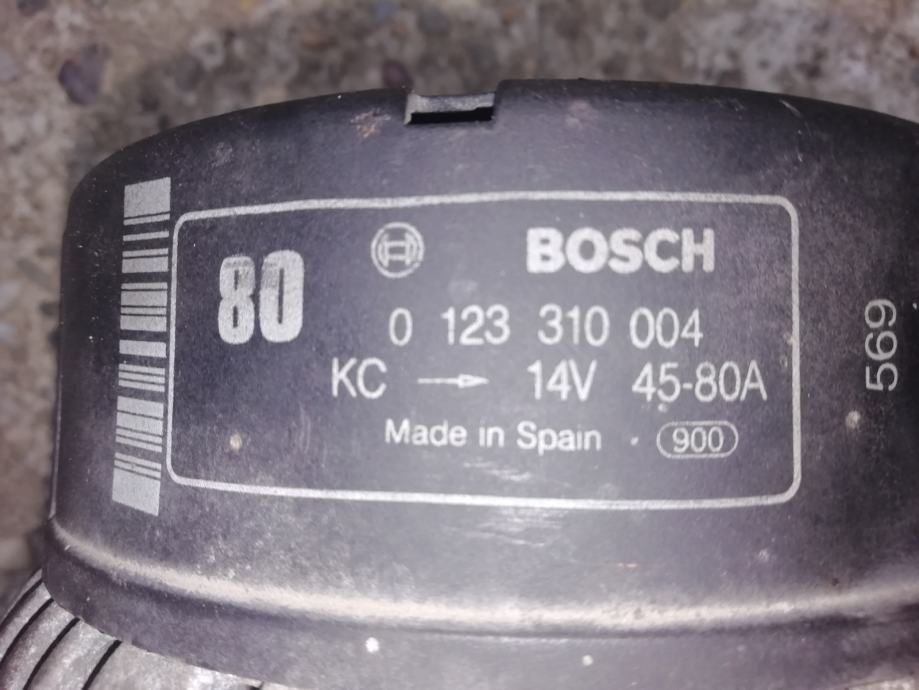 80
BOSCH
0 123 310 004
KC → 14V 45-80A
Made in Spain 900
569